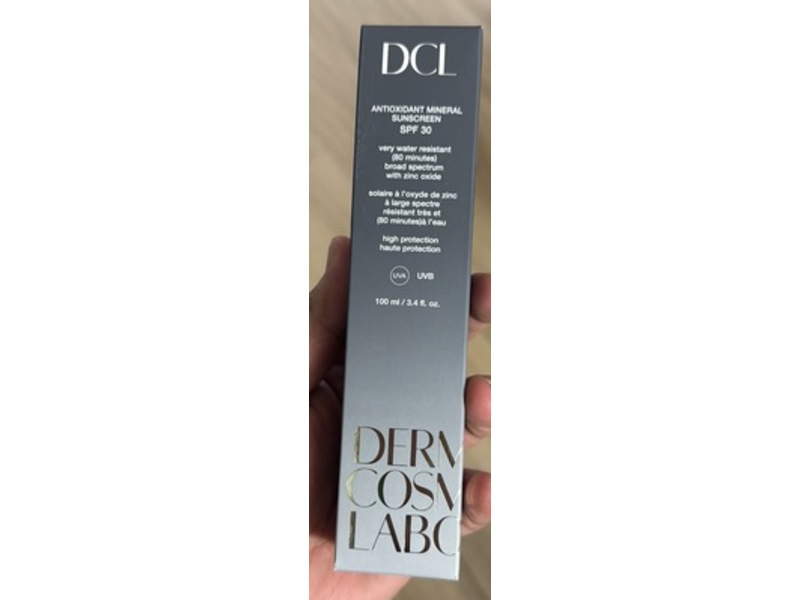 DCL
ANTIOXIDANT MINERAL
SUNSCREEN
SPF 30
very water resistant
(80 minutes)
broad spectrum
with zinc oxide
solaire à l'oxyde de zinc
à large spectre
résistant très et
(80 minutes)à l'eau
high protection
haute protection
UVA UVB
100 ml / 3.4 fl. oz.
DERM
COSM
LABO